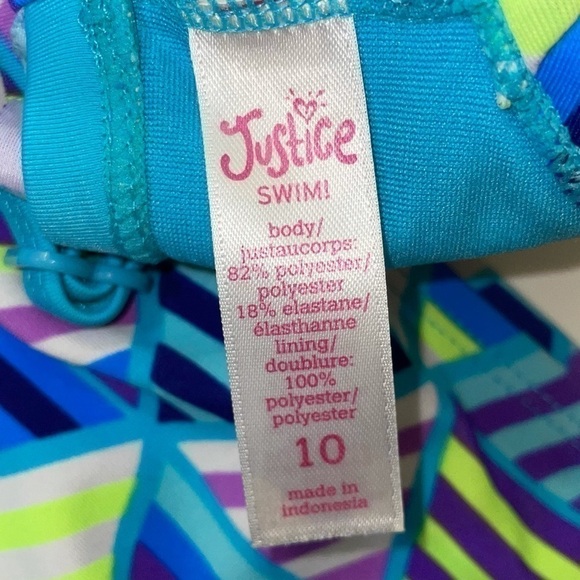 Justice
SWIM!
body/
justaucorps:
82% polyester/
polyester
18% elastane/
élasthanne
lining/
doublure:
100%
polyester/
polyester
10
made in
indonesia